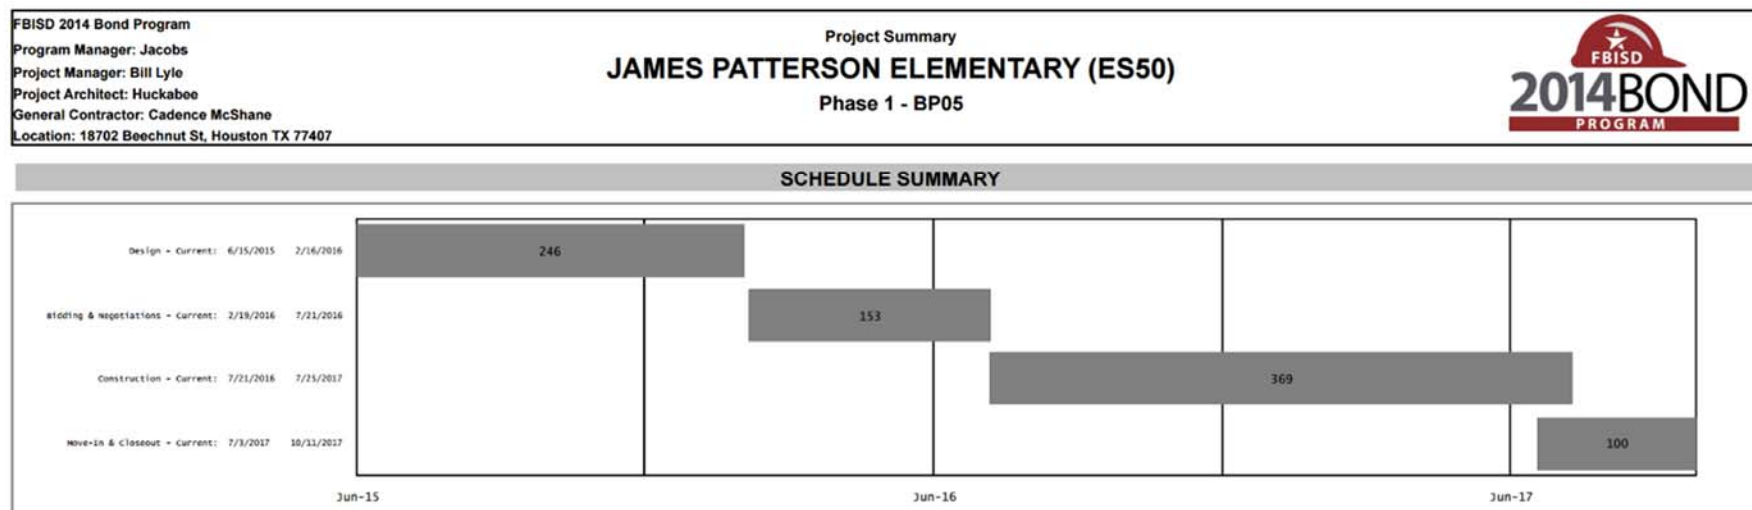 FBISD 2014 Bond Program
Program Manager: Jacobs
Project Manager: Bill Lyle
Project Architect: Huckabee
General Contractor: Cadence McShane
Location: 18702 Beechnut St, Houston TX 77407
Project Summary
JAMES PATTERSON ELEMENTARY (ES50)
Phase 1 - BP05
FBISD
2014BOND
PROGRAM
SCHEDULE SUMMARY
Design - Current: 6/15/2015 2/16/2016
246
Bidding & Negotiations - Current: 2/19/2016 7/21/2016
153
Construction - Current: 7/21/2016 7/25/2017
369
Move-In & Closeout - Current: 7/3/2017 10/11/2017
100
Jun-15
Jun-16
Jun-17